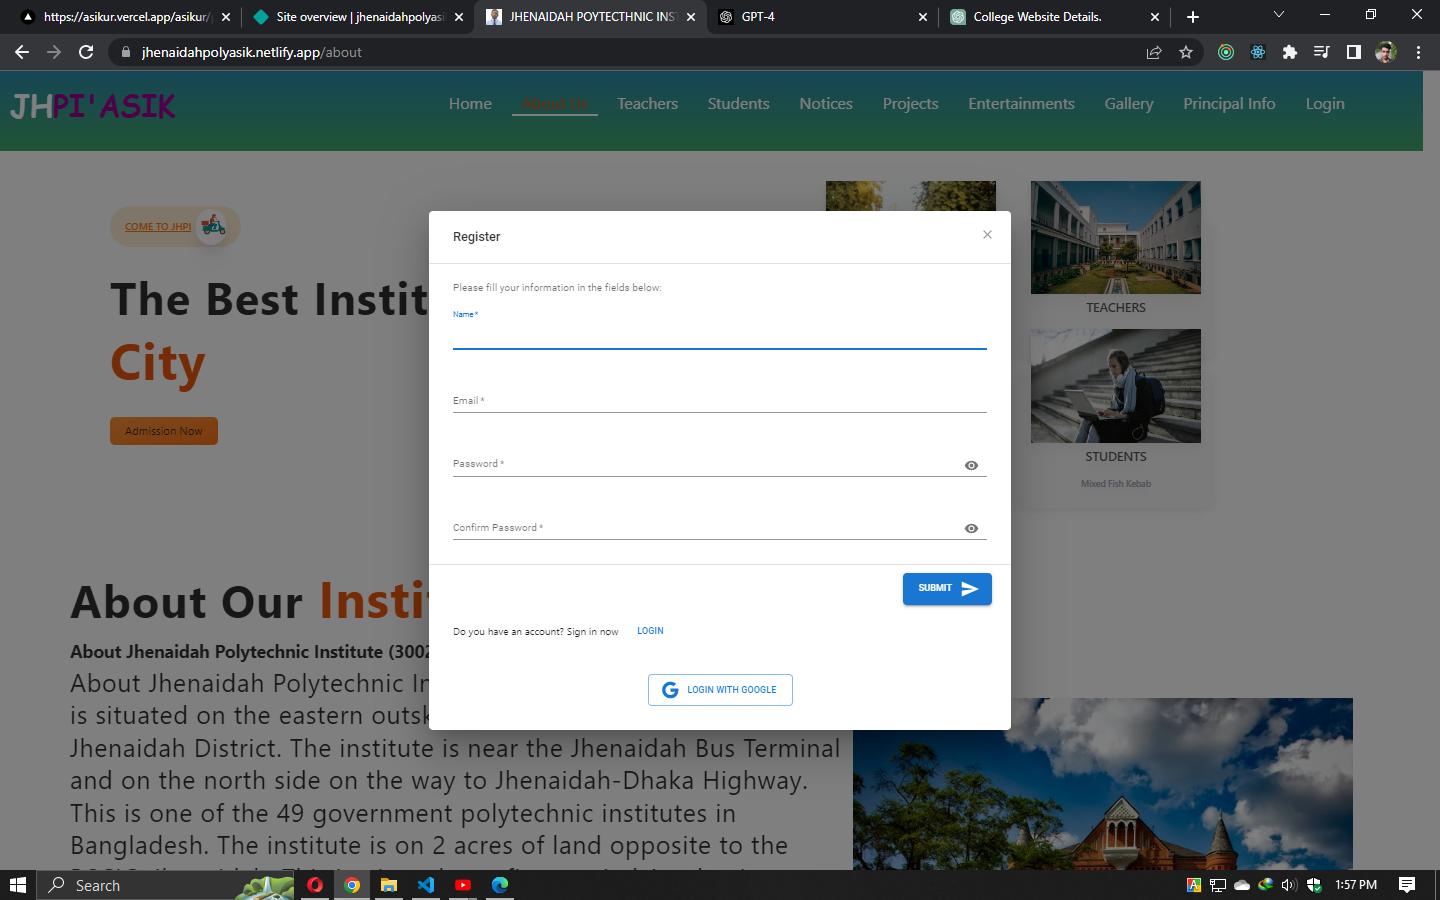 https://asikur.vercel.app/asikur/
Site overview | jhenaidahpolyasi
JHENAIDAH POYTECTHNIC INST
GPT-4
College Website Details.
jhenaidahpolyasik.netlify.app/about
JHPI'ASIK
Home
About Us
Teachers
Students
Notices
Projects
Entertainments
Gallery
Principal Info
Login
COME TO JHPI
The Best Instit
City
Admission Now
TEACHERS
STUDENTS
Mixed Fish Kebab
Register
Please fill your information in the fields below:
Name*
Email *
Password *
Confirm Password *
SUBMIT
Do you have an account? Sign in now
LOGIN
LOGIN WITH GOOGLE
About Our Instit
About Jhenaidah Polytechnic Institute (3002
About Jhenaidah Polytechnic In
is situated on the eastern outsk
Jhenaidah District. The institute is near the Jhenaidah Bus Terminal
and on the north side on the way to Jhenaidah-Dhaka Highway.
This is one of the 49 government polytechnic institutes in
Bangladesh. The institute is on 2 acres of land opposite to the
Search
1:57 PM